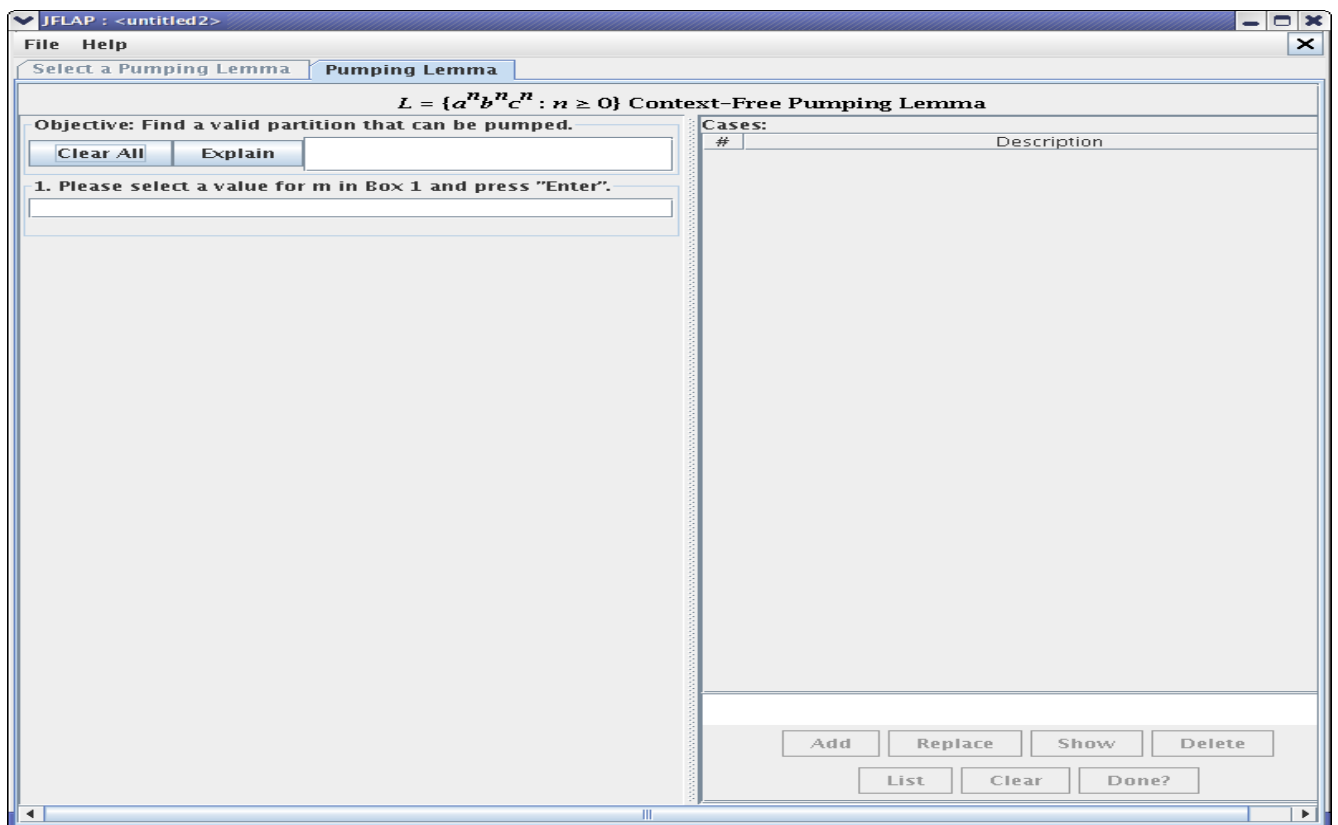 JFLAP : <untitled2>
File Help
Select a Pumping Lemma Pumping Lemma
L = {aⁿbⁿcⁿ : n ≥ 0} Context-Free Pumping Lemma
Objective: Find a valid partition that can be pumped.
Clear All Explain
1. Please select a value for m in Box 1 and press "Enter".
Cases:
# Description
Add Replace Show Delete
List Clear Done?